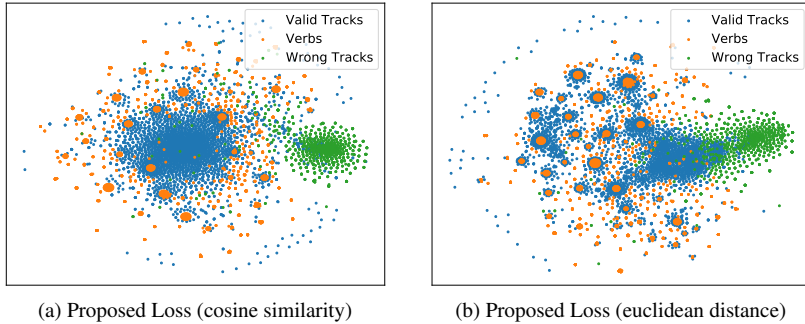 Valid Tracks
Verbs
Wrong Tracks
Valid Tracks
Verbs
Wrong Tracks
(a) Proposed Loss (cosine similarity)
(b) Proposed Loss (euclidean distance)